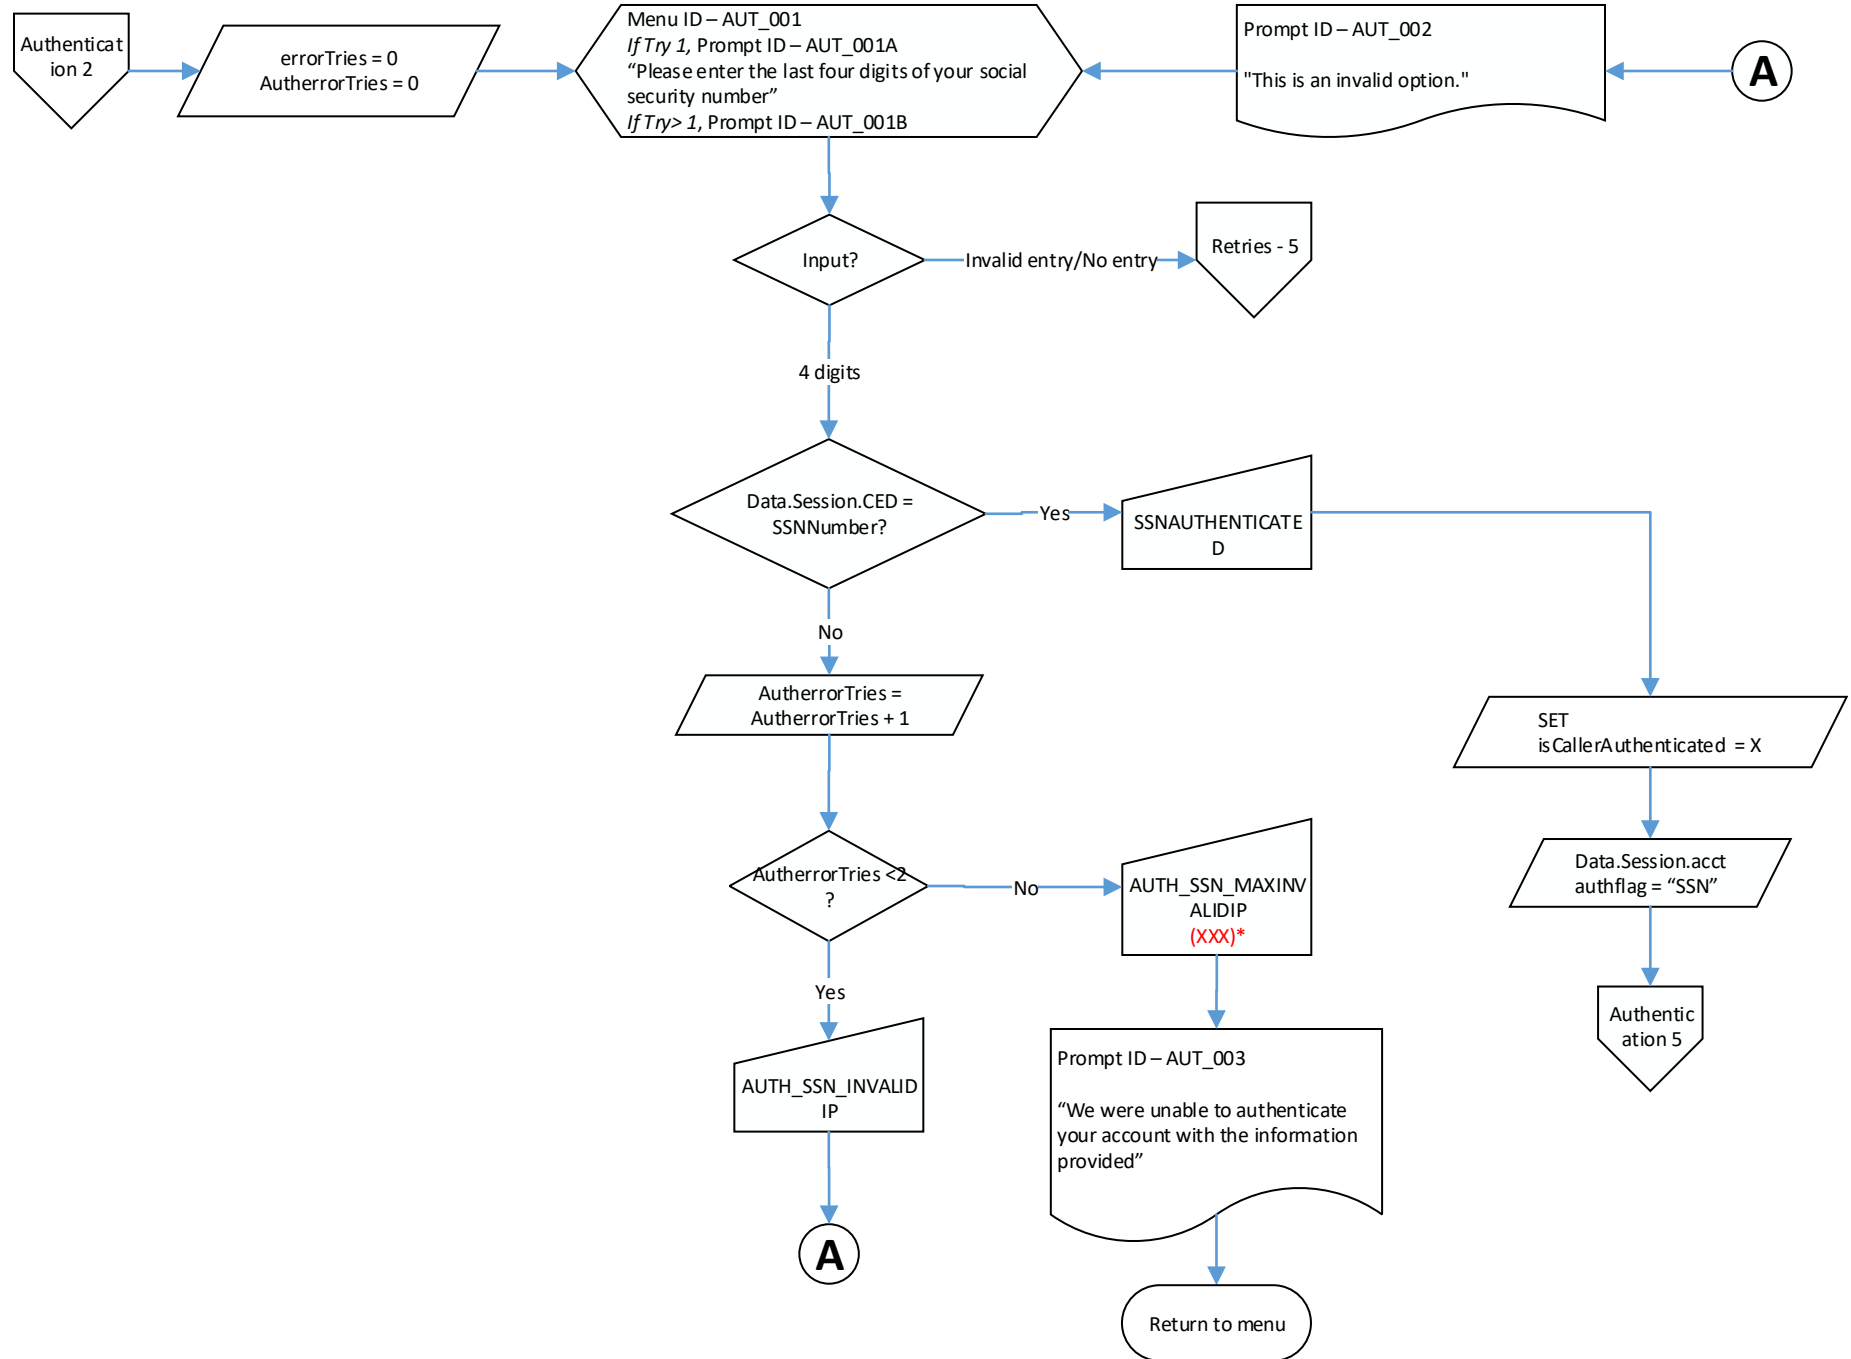 Authenticat
ion 2
errorTries = 0
AutherrorTries = 0
Menu ID – AUT_001
If Try 1, Prompt ID – AUT_001A
“Please enter the last four digits of your social
security number”
If Try> 1, Prompt ID – AUT_001B
Prompt ID – AUT_002
"This is an invalid option."
A
Input?
Invalid entry/No entry
Retries - 5
4 digits
Data.Session.CED =
SSNNumber?
Yes
SSNAUTHENTICATE
D
No
AutherrorTries =
AutherrorTries + 1
SET
isCallerAuthenticated = X
AutherrorTries <2
?
No
AUTH_SSN_MAXINV
ALIDIP
(XXX)*
Data.Session.acct
authflag = “SSN”
Yes
AUTH_SSN_INVALID
IP
Authentic
ation 5
Prompt ID – AUT_003
“We were unable to authenticate
your account with the information
provided”
A
Return to menu